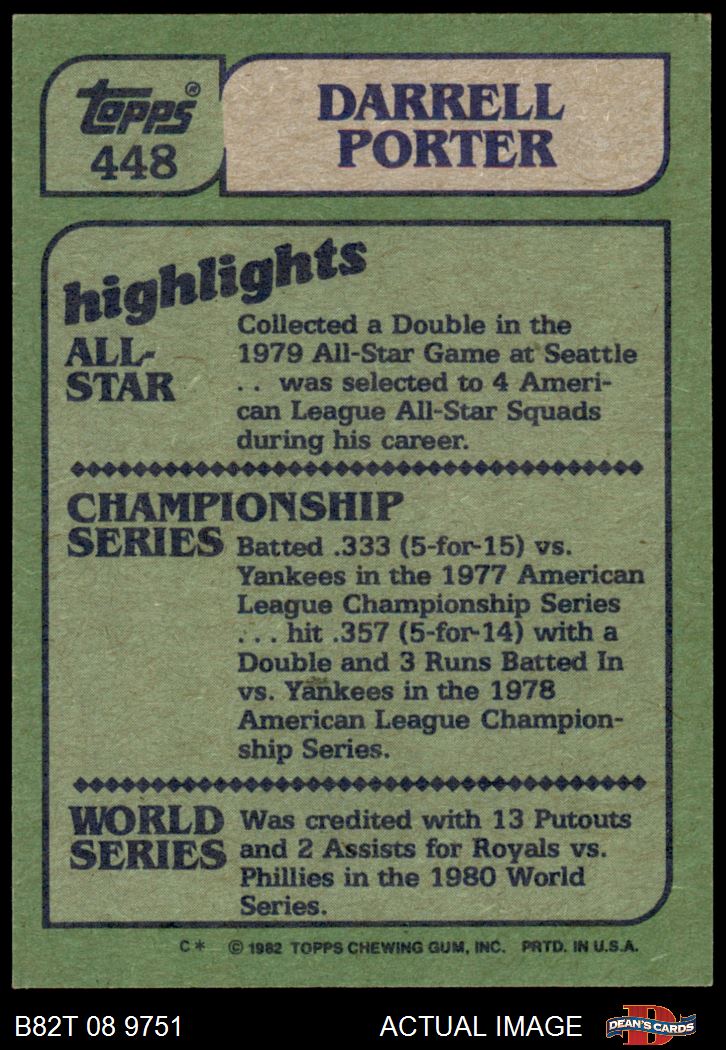 topps®
448
DARRELL
PORTER
highlights
ALL-
STAR
Collected a Double in the
1979 All-Star Game at Seattle
. . was selected to 4 Ameri-
can League All-Star Squads
during his career.
CHAMPIONSHIP
SERIES
Batted .333 (5-for-15) vs.
Yankees in the 1977 American
League Championship Series
. . . hit .357 (5-for-14) with a
Double and 3 Runs Batted In
vs. Yankees in the 1978
American League Champion-
ship Series.
WORLD
SERIES
Was credited with 13 Putouts
and 2 Assists for Royals vs.
Phillies in the 1980 World
Series.
C* © 1982 TOPPS CHEWING GUM, INC. PRTD. IN U.S.A.
B82T 08 9751
ACTUAL IMAGE
D
DEAN'S CARDS